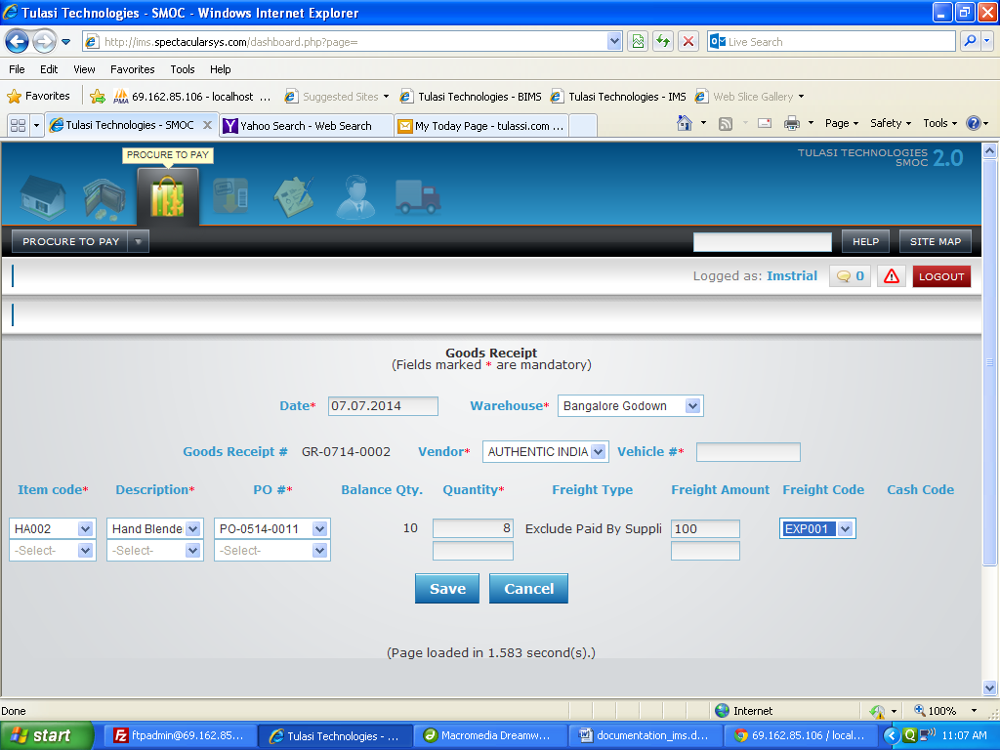 Tulasi Technologies - SMOC - Windows Internet Explorer
http://ims.spectacularsys.com/dashboard.php?page=
Live Search
File Edit View Favorites Tools Help
Favorites PMA 69.162.85.106 - localhost ... Suggested Sites Tulasi Technologies - BIMS Tulasi Technologies - IMS Web Slice Gallery
Tulasi Technologies - SMOC Yahoo Search - Web Search My Today Page - tulassi.com ... Page Safety Tools
PROCURE TO PAY
TULASI TECHNOLOGIES
SMOC 2.0
PROCURE TO PAY HELP SITE MAP
Logged as: Imstrial 0 LOGOUT
Goods Receipt
(Fields marked * are mandatory)
Date* 07.07.2014 Warehouse* Bangalore Godown
Goods Receipt # GR-0714-0002 Vendor* AUTHENTIC INDIA Vehicle #*
Item code* Description* PO #* Balance Qty. Quantity* Freight Type Freight Amount Freight Code Cash Code
HA002 Hand Blende PO-0514-0011 10 8 Exclude Paid By Suppli 100 EXP001
-Select- -Select- -Select-
Save Cancel
(Page loaded in 1.583 second(s).)
Done Internet 100%
start ftpadmin@69.162.85.... Tulasi Technologies - ... Macromedia Dreamw... documentation_ims.d... 69.162.85.106 / local... 11:07 AM